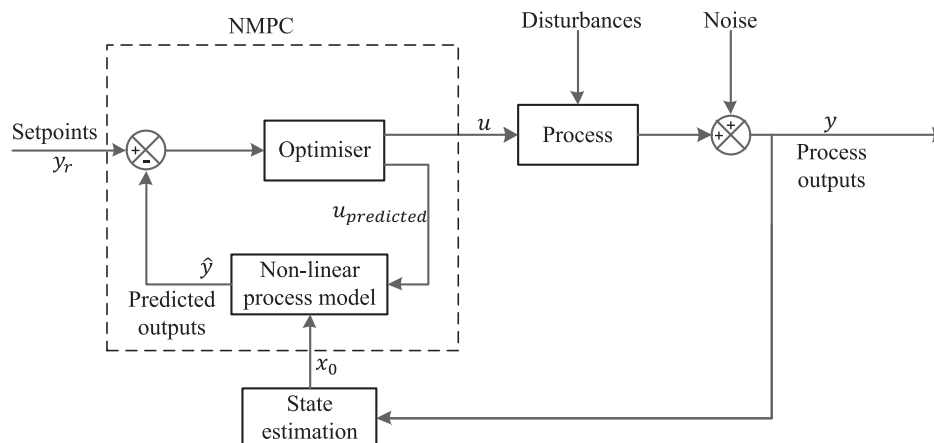 NMPC
Disturbances
Noise
Setpoints
y_r
+
-
Optimiser
u
Process
+
+
y
Process
outputs
u_predicted
ŷ
Predicted
outputs
Non-linear
process model
x_0
State
estimation